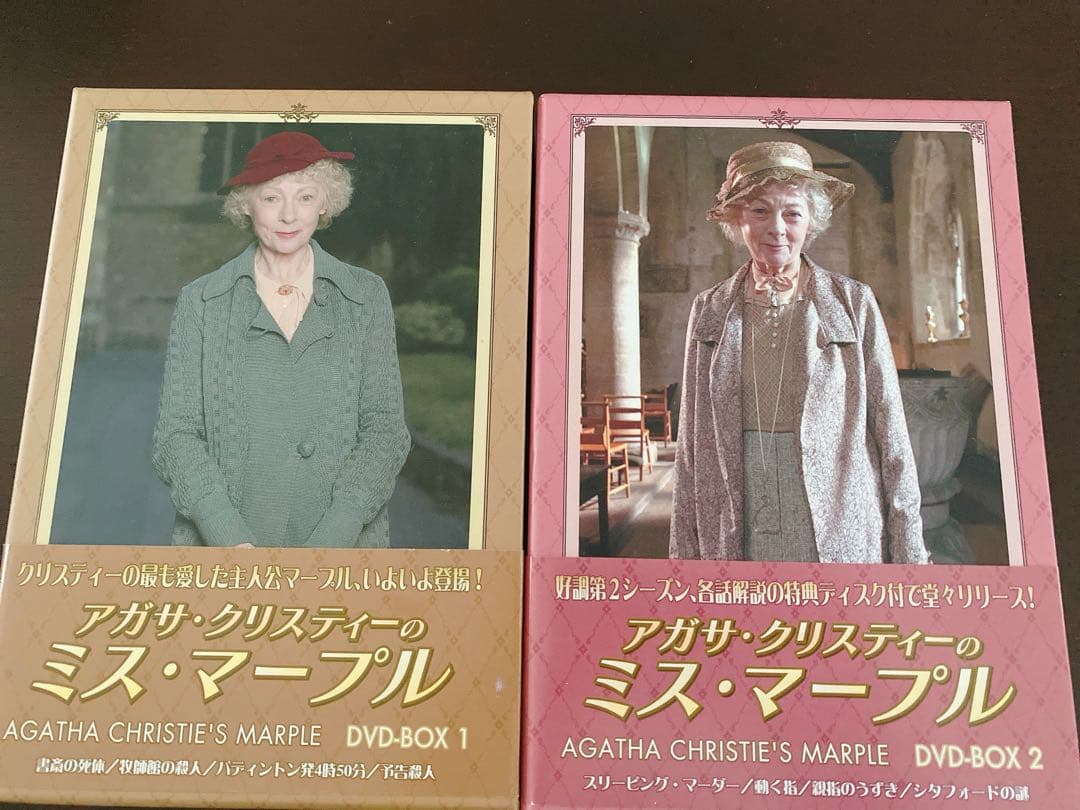 クリスティーの最も愛した主人公マープル、いよいよ登場！
アガサ・クリスティーの
ミス・マープル
AGATHA CHRISTIE'S MARPLE DVD-BOX 1
書斎の死体／牧師館の殺人／パディントン発4時50分／予告殺人
好調第2シーズン、各話解説の特典ディスク付で堂々リリース！
アガサ・クリスティーの
ミス・マープル
AGATHA CHRISTIE'S MARPLE DVD-BOX 2
スリーピング・マーダー／動く指／親指のうずき／シタフォードの謎